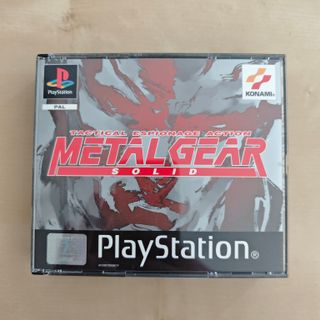 PlayStation
PAL
KONAMI®
TACTICAL ESPIONAGE ACTION
METAL GEAR
SOLID
PlayStation®